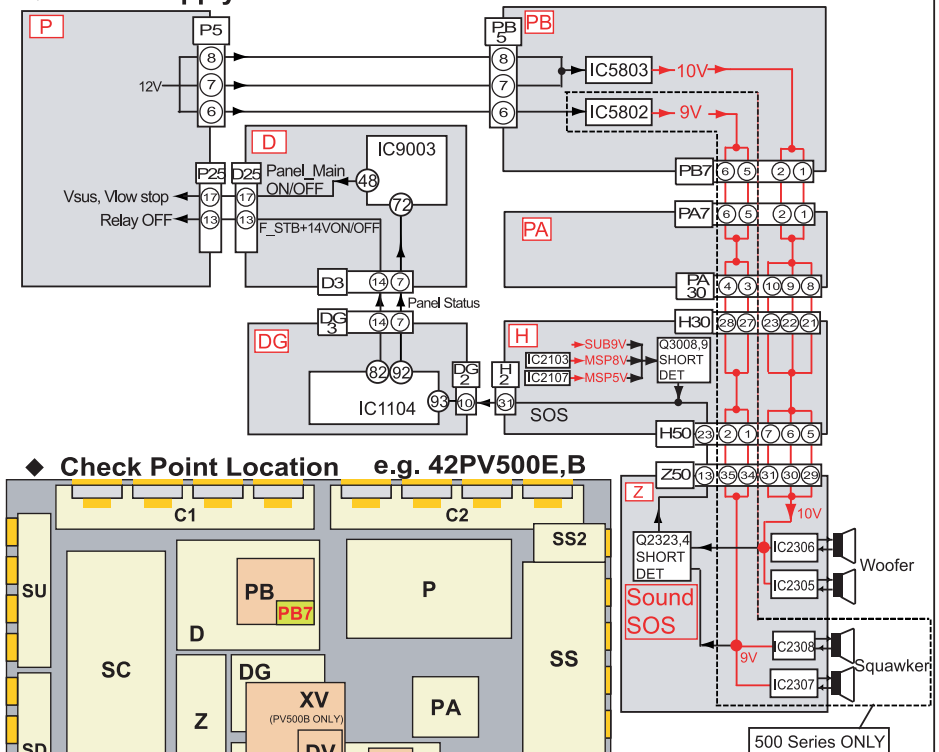 P
P5
8
7
6
12V
PB
5
8
7
6
PB
IC5803
10V
IC5802
9V
PB7
6 5 2 1
D
IC9003
48
72
Panel_Main
ON/OFF
P25
D25
17
17
13
13
Vsus, Vlow stop
Relay OFF
F_STB+14VON/OFF
D3
14 7
Panel Status
PA7
6 5 2 1
PA
PA
30
4 3 10 9 8
DG
DG
3
14 7
82 92
IC1104
93
DG
2
10
H
2
31
SOS
H
SUB9V
IC2103
MSP8V
IC2107
MSP5V
Q3008,9
SHORT
DET
H30
28 27 23 22 21
H50
23 2 1 7 6 5
Z50
13 35 34 31 30 29
Z
10V
Q2323,4
SHORT
DET
Sound
SOS
IC2306
IC2305
Woofer
9V
IC2308
IC2307
Squawker
500 Series ONLY
◆ Check Point Location e.g. 42PV500E,B
C1
C2
SS2
SU
SC
PB
PB7
D
P
SS
DG
XV
(PV500B ONLY)
PA
Z